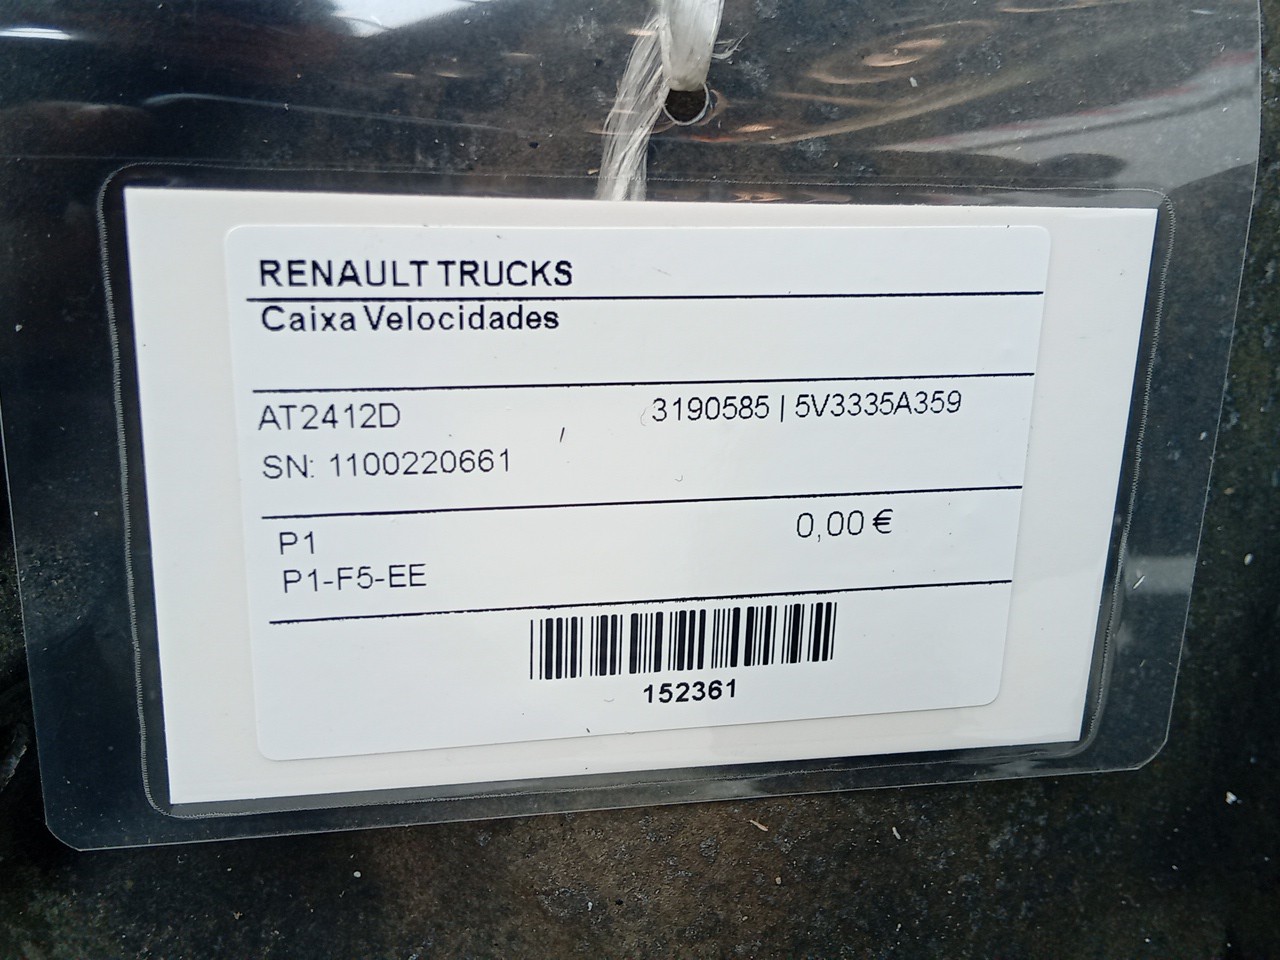 RENAULT TRUCKS
Caixa Velocidades
AT2412D 3190585 | 5V3335A359
SN: 1100220661
P1 0,00 €
P1-F5-EE
152361